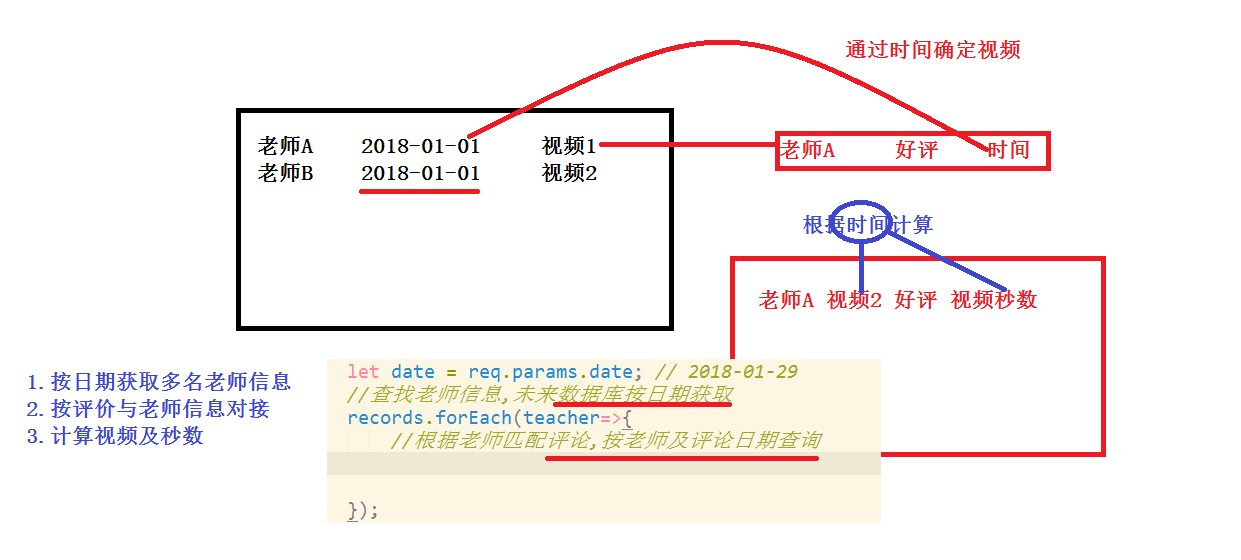 通过时间确定视频
老师A 2018-01-01 视频1
老师B 2018-01-01 视频2
老师A 好评 时间
根据时间计算
老师A 视频2 好评 视频秒数
1. 按日期获取多名老师信息
2. 按评价与老师信息对接
3. 计算视频及秒数
let date = req.params.date; // 2018-01-29
//查找老师信息,未来数据库按日期获取
records.forEach(teacher=>{
//根据老师匹配评论,按老师及评论日期查询
});